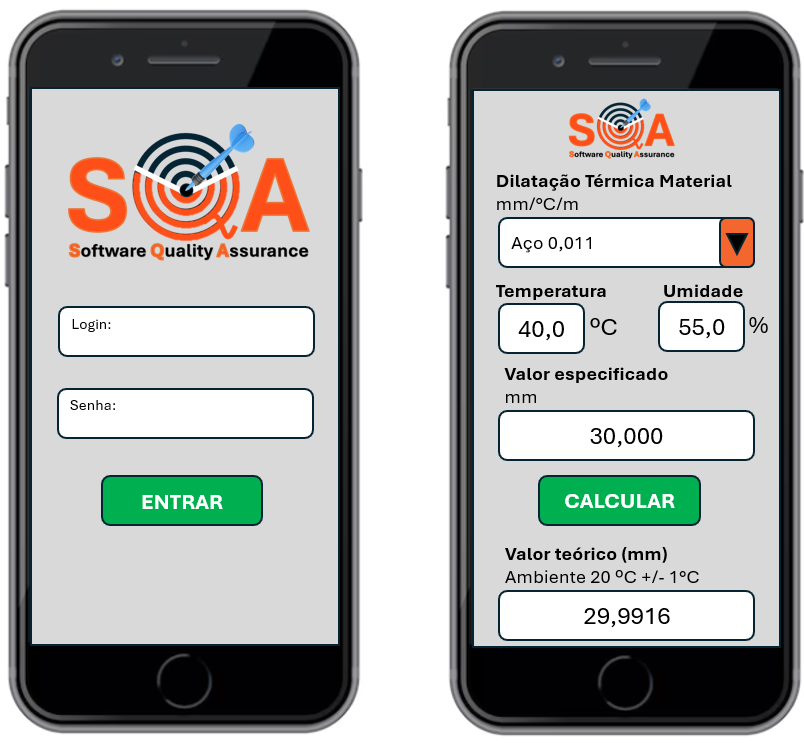 SQA
Software Quality Assurance
Login:
Senha:
ENTRAR
SQA
Software Quality Assurance
Dilatação Térmica Material
mm/°C/m
Aço 0,011
Temperatura
Umidade
40,0 ºC
55,0 %
Valor especificado
mm
30,000
CALCULAR
Valor teórico (mm)
Ambiente 20 ºC +/- 1°C
29,9916